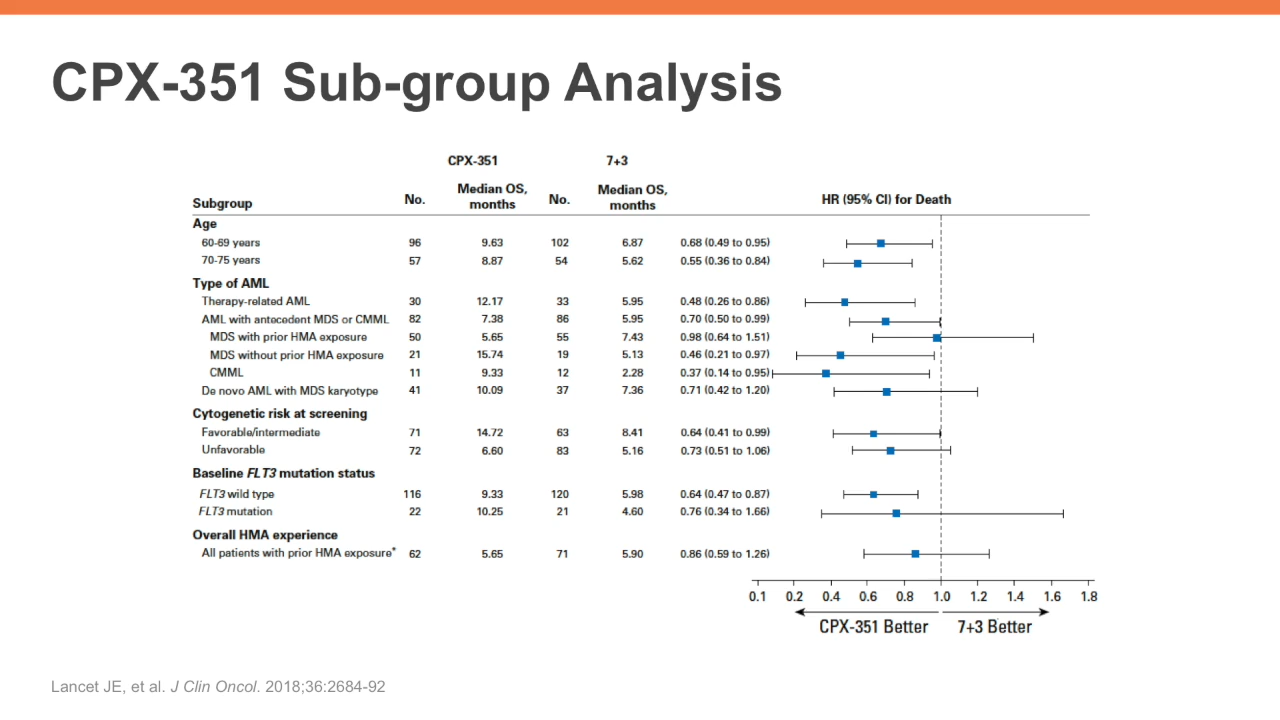 CPX-351 Sub-group Analysis
CPX-351 7+3
Subgroup No. Median OS, months No. Median OS, months HR (95% CI) for Death
Age
60-69 years 96 9.63 102 6.87 0.68 (0.49 to 0.95)
70-75 years 57 8.87 54 5.62 0.55 (0.36 to 0.84)
Type of AML
Therapy-related AML 30 12.17 33 5.95 0.48 (0.26 to 0.86)
AML with antecedent MDS or CMML 82 7.38 86 5.95 0.70 (0.50 to 0.99)
MDS with prior HMA exposure 50 5.65 55 7.43 0.98 (0.64 to 1.51)
MDS without prior HMA exposure 21 15.74 19 5.13 0.46 (0.21 to 0.97)
CMML 11 9.33 12 2.28 0.37 (0.14 to 0.95)
De novo AML with MDS karyotype 41 10.09 37 7.36 0.71 (0.42 to 1.20)
Cytogenetic risk at screening
Favorable/intermediate 71 14.72 63 8.41 0.64 (0.41 to 0.99)
Unfavorable 72 6.60 83 5.16 0.73 (0.51 to 1.06)
Baseline FLT3 mutation status
FLT3 wild type 116 9.33 120 5.98 0.64 (0.47 to 0.87)
FLT3 mutation 22 10.25 21 4.60 0.76 (0.34 to 1.66)
Overall HMA experience
All patients with prior HMA exposure* 62 5.65 71 5.90 0.86 (0.59 to 1.26)
0.1 0.2 0.4 0.6 0.8 1.0 1.2 1.4 1.6 1.8
CPX-351 Better 7+3 Better
Lancet JE, et al. J Clin Oncol. 2018;36:2684-92